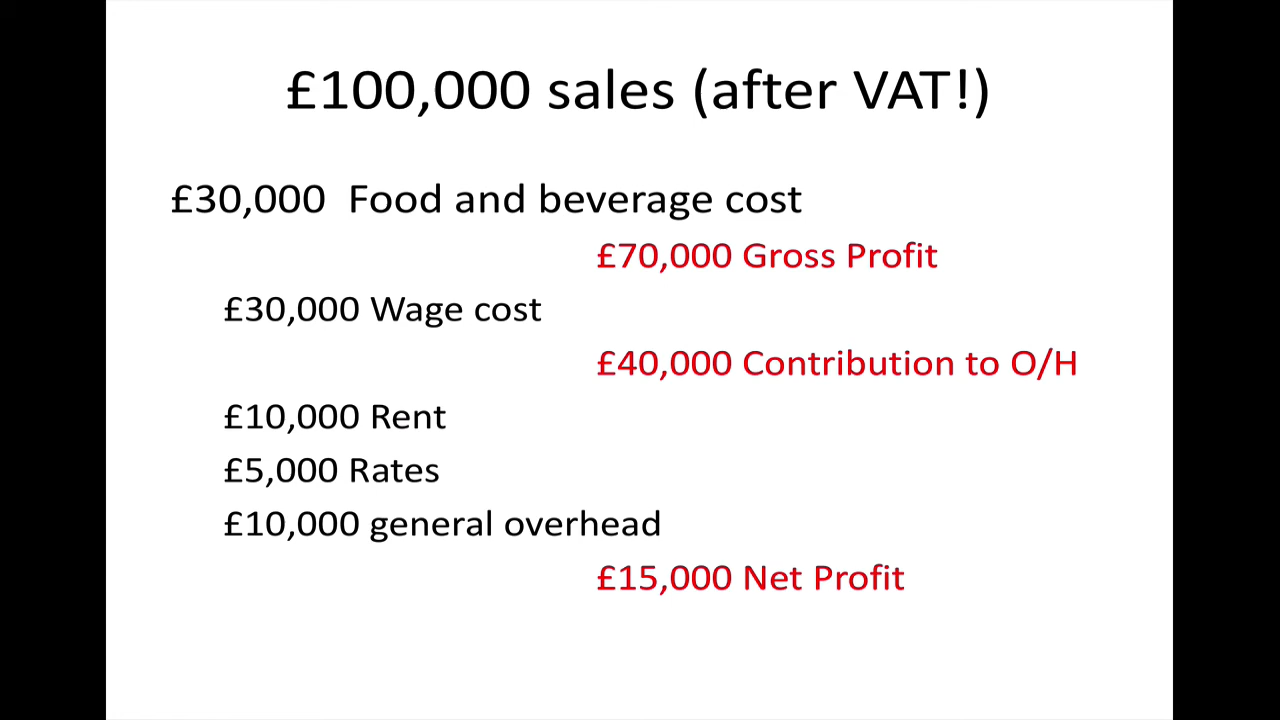 £100,000 sales (after VAT!)
£30,000 Food and beverage cost
£70,000 Gross Profit
£30,000 Wage cost
£40,000 Contribution to O/H
£10,000 Rent
£5,000 Rates
£10,000 general overhead
£15,000 Net Profit